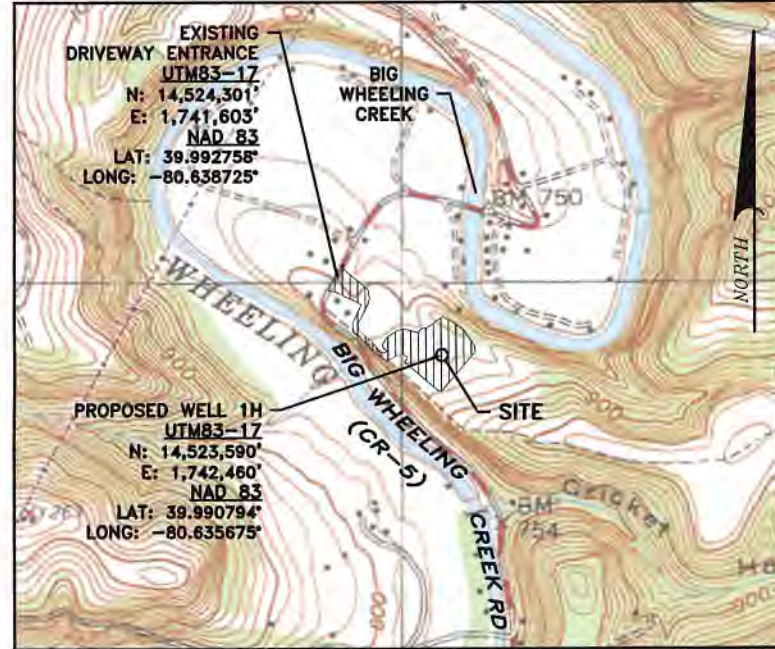 EXISTING
DRIVEWAY ENTRANCE
UTM83-17
N: 14,524,301'
E: 1,741,603'
NAD 83
LAT: 39.992758°
LONG: -80.638725°
BIG
WHEELING
CREEK
800
BM 750
NORTH
WHEELING
BIG WHEELING
CREEK RD
(CR-5)
SITE
900
900
PROPOSED WELL 1H
UTM83-17
N: 14,523,590'
E: 1,742,460'
NAD 83
LAT: 39.990794°
LONG: -80.635675°
BM
754
Cricket
Ha
900
800